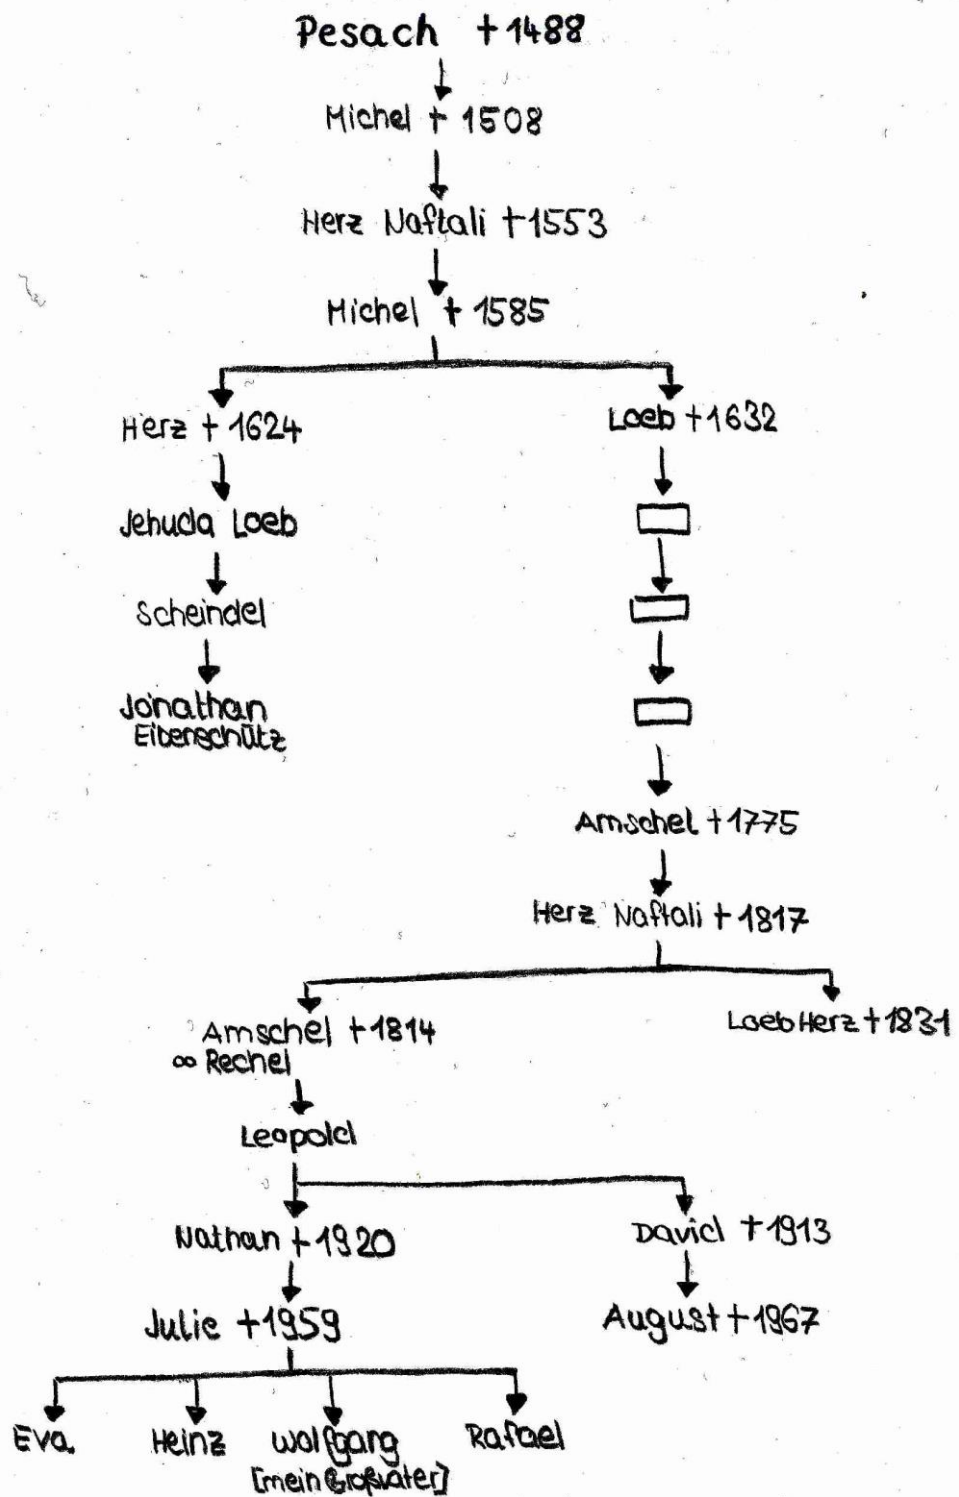 Pesach +1488
Michel + 1508
Herz Naftali +1553
Michel + 1585
Herz + 1624
Loeb +1632
Jehuda Loeb
Scheindel
Jonathan
Eibenschütz
Amschel +1775
Herz Naftali +1817
Amschel +1814
∞ Rechel
Loeb Herz +1831
Leopold
Nathan +1920
David +1913
Julie +1959
August +1967
Eva
Heinz
Wolfgang
[mein Großvater]
Rafael